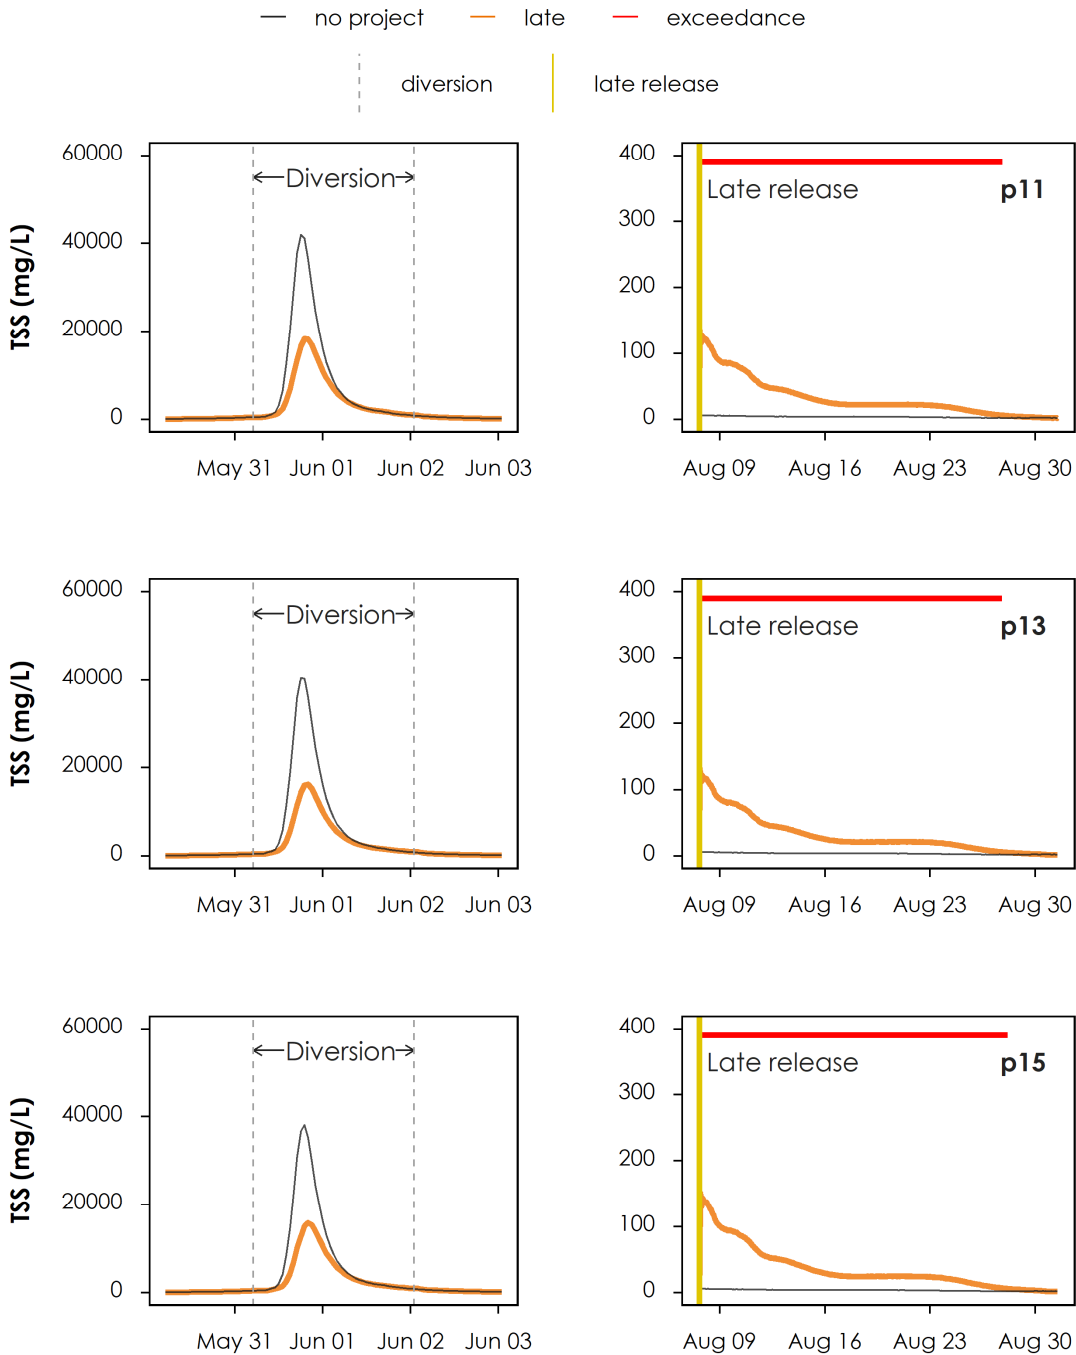 no project late exceedance
diversion late release
TSS (mg/L)
60000
40000
20000
0
Diversion
May 31 Jun 01 Jun 02 Jun 03
400
300
200
100
0
Late release p11
Aug 09 Aug 16 Aug 23 Aug 30
TSS (mg/L)
60000
40000
20000
0
Diversion
May 31 Jun 01 Jun 02 Jun 03
400
300
200
100
0
Late release p13
Aug 09 Aug 16 Aug 23 Aug 30
TSS (mg/L)
60000
40000
20000
0
Diversion
May 31 Jun 01 Jun 02 Jun 03
400
300
200
100
0
Late release p15
Aug 09 Aug 16 Aug 23 Aug 30